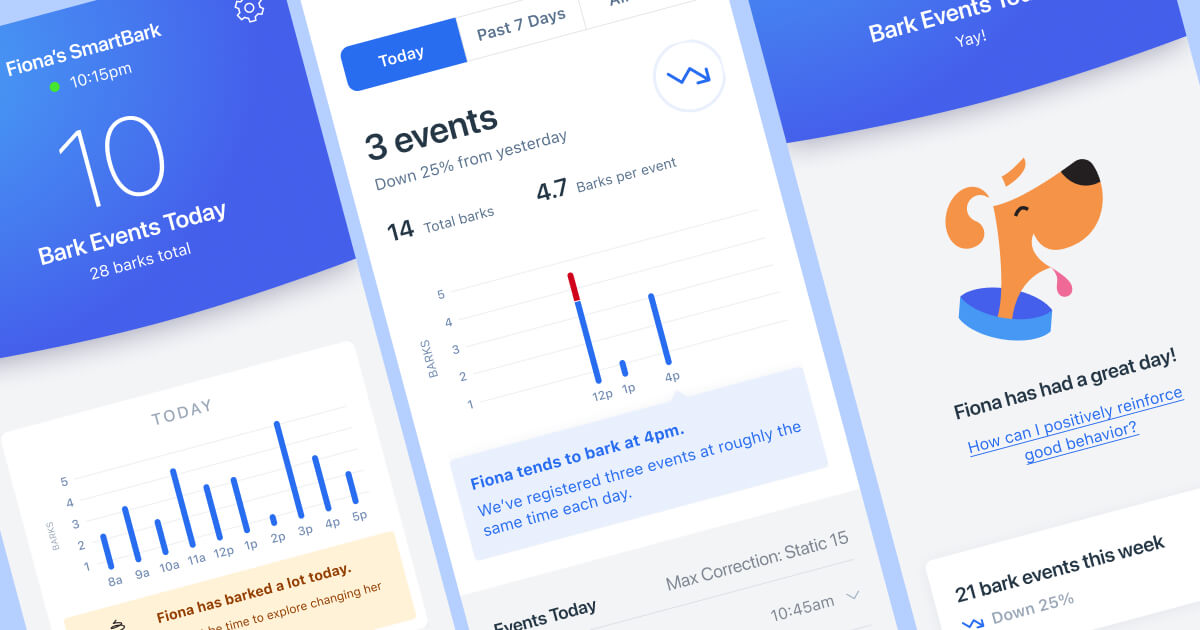 Fiona's SmartBark
10:15pm
10
Bark Events Today
28 barks total
TODAY
BARKS
5
4
3
2
1
8a 9a 10a 11a 12p 1p 2p 3p 4p 5p
Fiona has barked a lot today.
be time to explore changing her
Today
Past 7 Days
3 events
Down 25% from yesterday
14 Total barks
4.7 Barks per event
BARKS
5
4
3
2
1
12p 1p 4p
Fiona tends to bark at 4pm.
We've registered three events at roughly the
same time each day.
Events Today
Max Correction: Static 15
10:45am
Bark Events
Yay!
Fiona has had a great day!
How can I positively reinforce
good behavior?
21 bark events this week
Down 25%